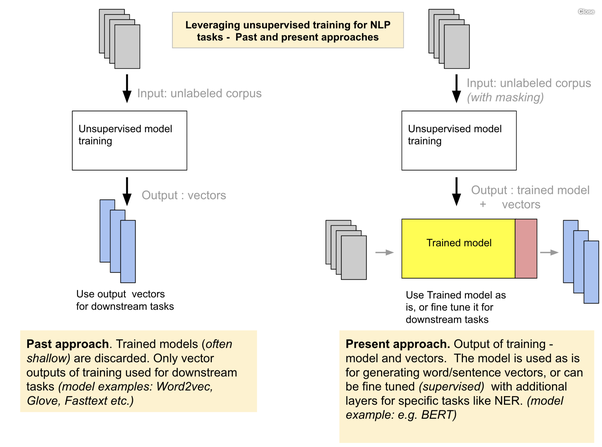 Leveraging unsupervised training for NLP
tasks - Past and present approaches
Close
Input: unlabeled corpus
Unsupervised model
training
Output : vectors
Use output vectors
for downstream tasks
Past approach. Trained models (often
shallow) are discarded. Only vector
outputs of training used for downstream
tasks (model examples: Word2vec,
Glove, Fasttext etc.)
Input: unlabeled corpus
(with masking)
Unsupervised model
training
Output : trained model
+ vectors
Trained model
Use Trained model as
is, or fine tune it for
downstream tasks
Present approach. Output of training -
model and vectors. The model is used as is
for generating word/sentence vectors, or can
be fine tuned (supervised) with additional
layers for specific tasks like NER. (model
example: e.g. BERT)